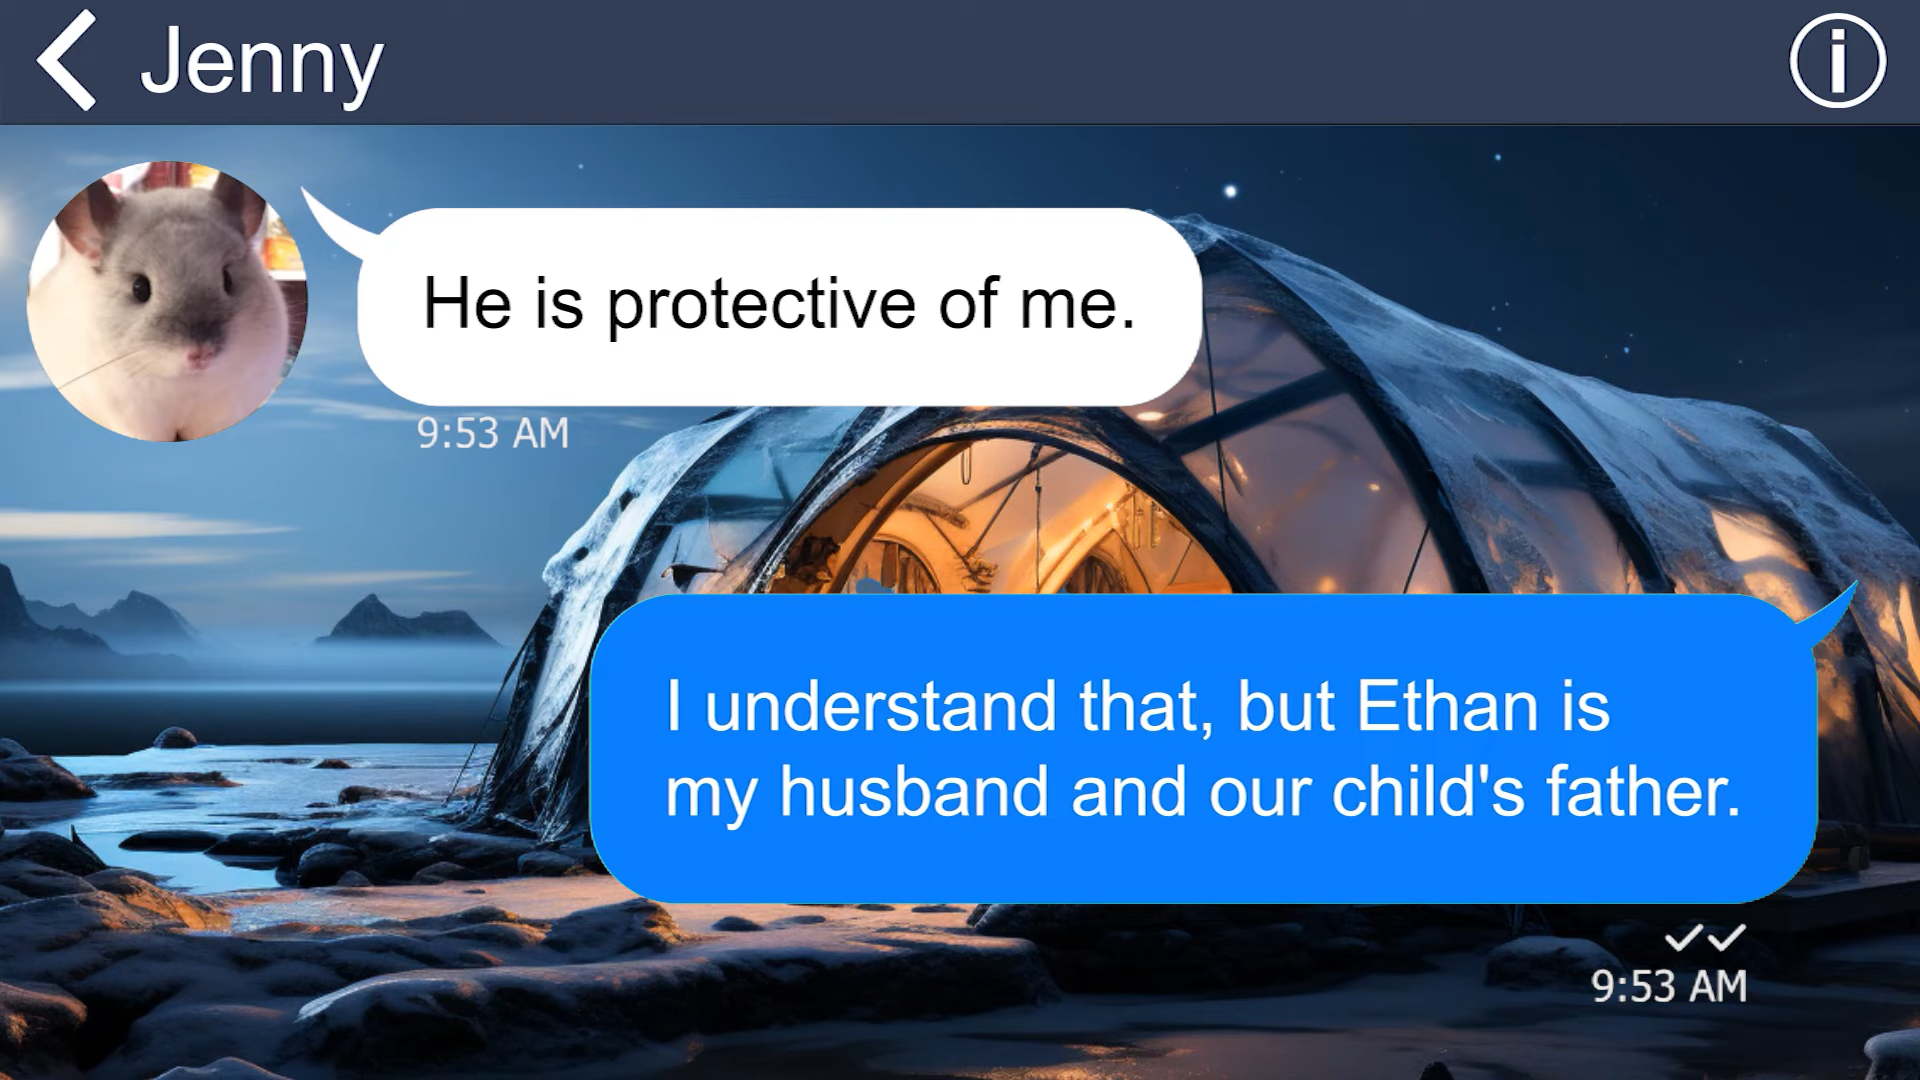 Jenny
He is protective of me.
9:53 AM
I understand that, but Ethan is
my husband and our child's father.
9:53 AM